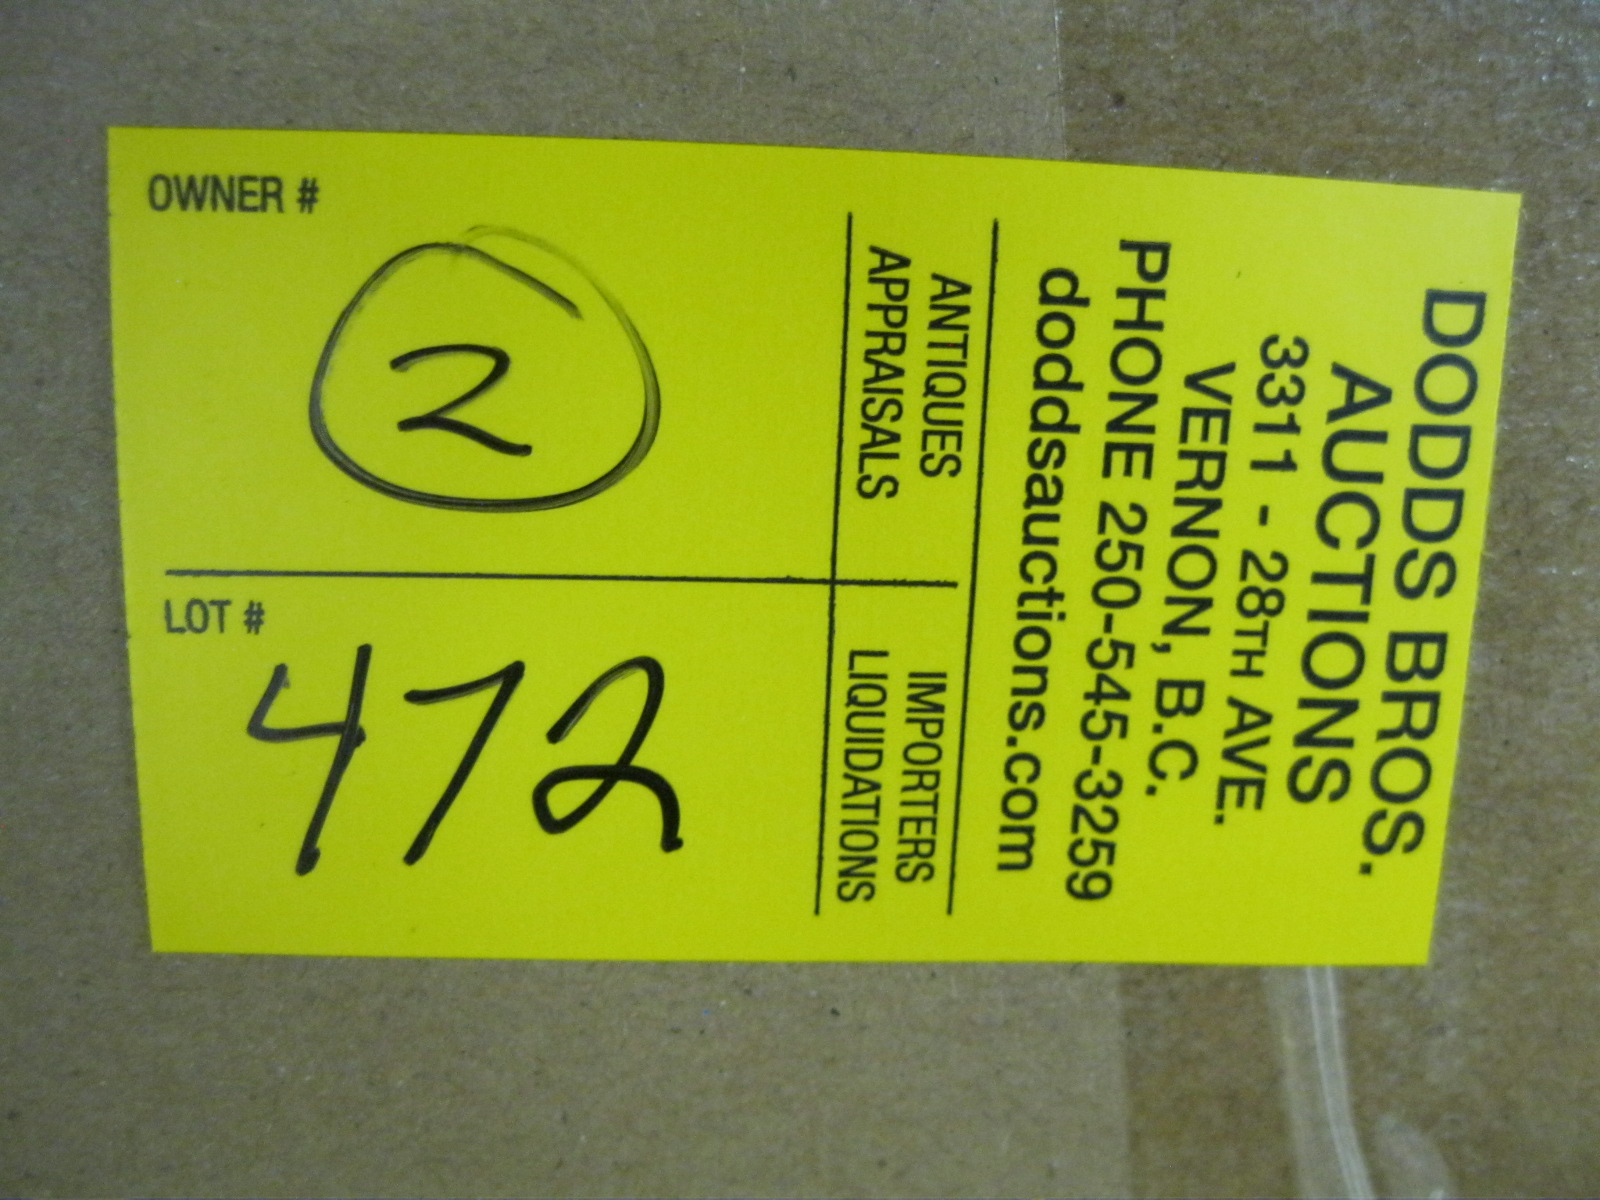 DODDS BROS.
AUCTIONS
3311 - 28TH AVE.
VERNON, B.C.
PHONE 250-545-3259
doddsauctions.com
ANTIQUES
APPRAISALS
IMPORTERS
LIQUIDATIONS
OWNER #
2
LOT #
472